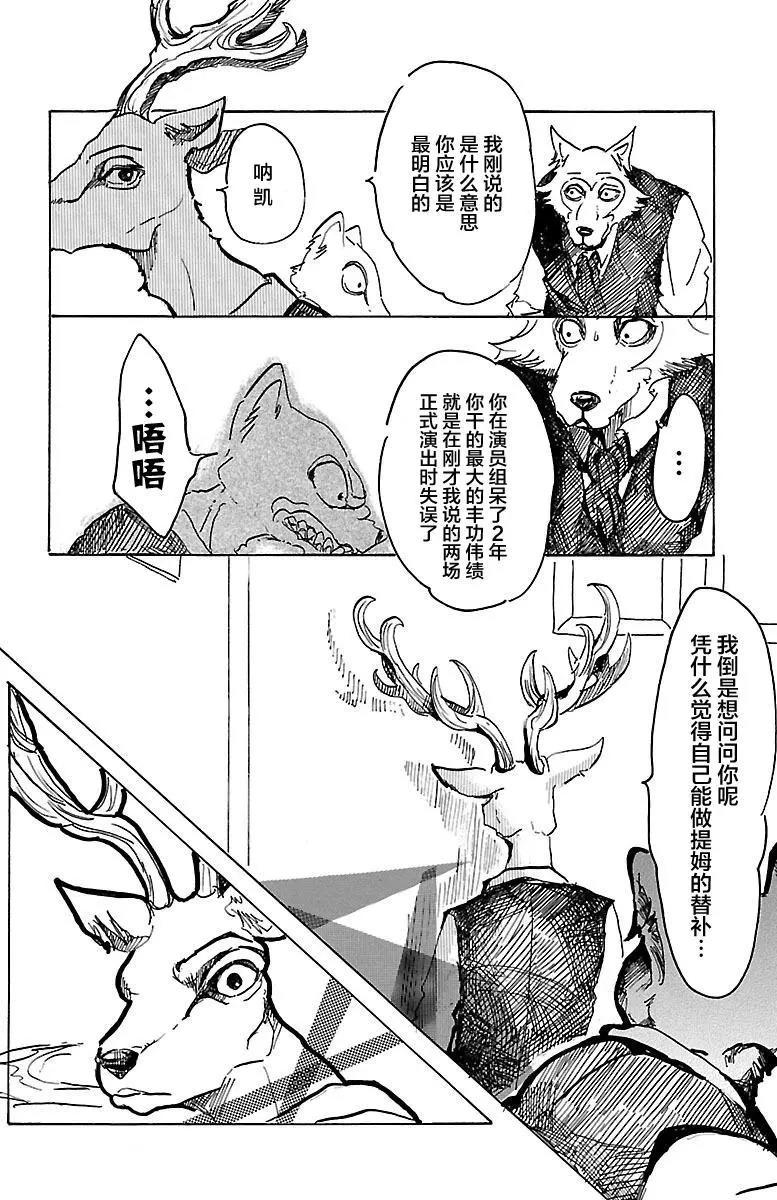 我刚说的
是什么意思
你应该是
最明白的
呐
凯
…
你在演员组呆了2年
你干的最大的丰功伟绩
就是在刚才我说的两场
正式演出时失误了
…唔唔
我倒是想问问你呢
凭什么觉得自己能做提姆的替补…